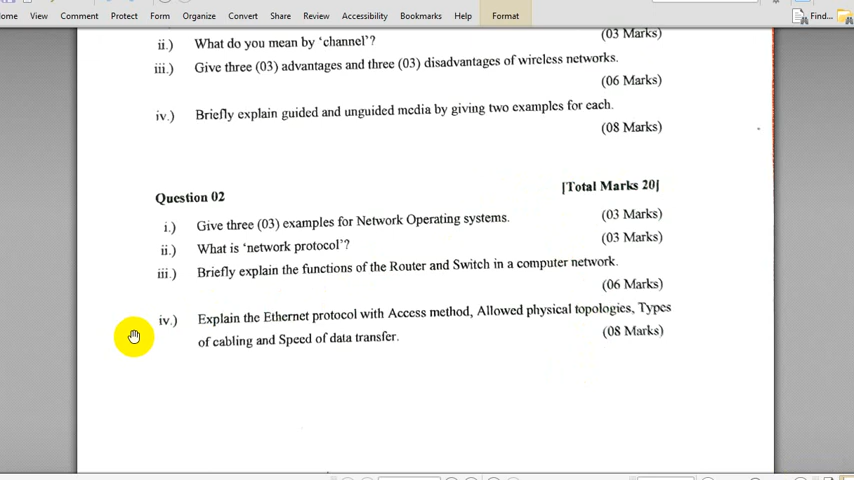 ome View Comment Protect Form Organize Convert Share Review Accessibility Bookmarks Help Format Find...
ii.) What do you mean by ‘channel’? (03 Marks)
iii.) Give three (03) advantages and three (03) disadvantages of wireless networks.
(06 Marks)
iv.) Briefly explain guided and unguided media by giving two examples for each.
(08 Marks)
Question 02 [Total Marks 20]
i.) Give three (03) examples for Network Operating systems. (03 Marks)
ii.) What is ‘network protocol’? (03 Marks)
iii.) Briefly explain the functions of the Router and Switch in a computer network.
(06 Marks)
iv.) Explain the Ethernet protocol with Access method, Allowed physical topologies, Types
of cabling and Speed of data transfer. (08 Marks)